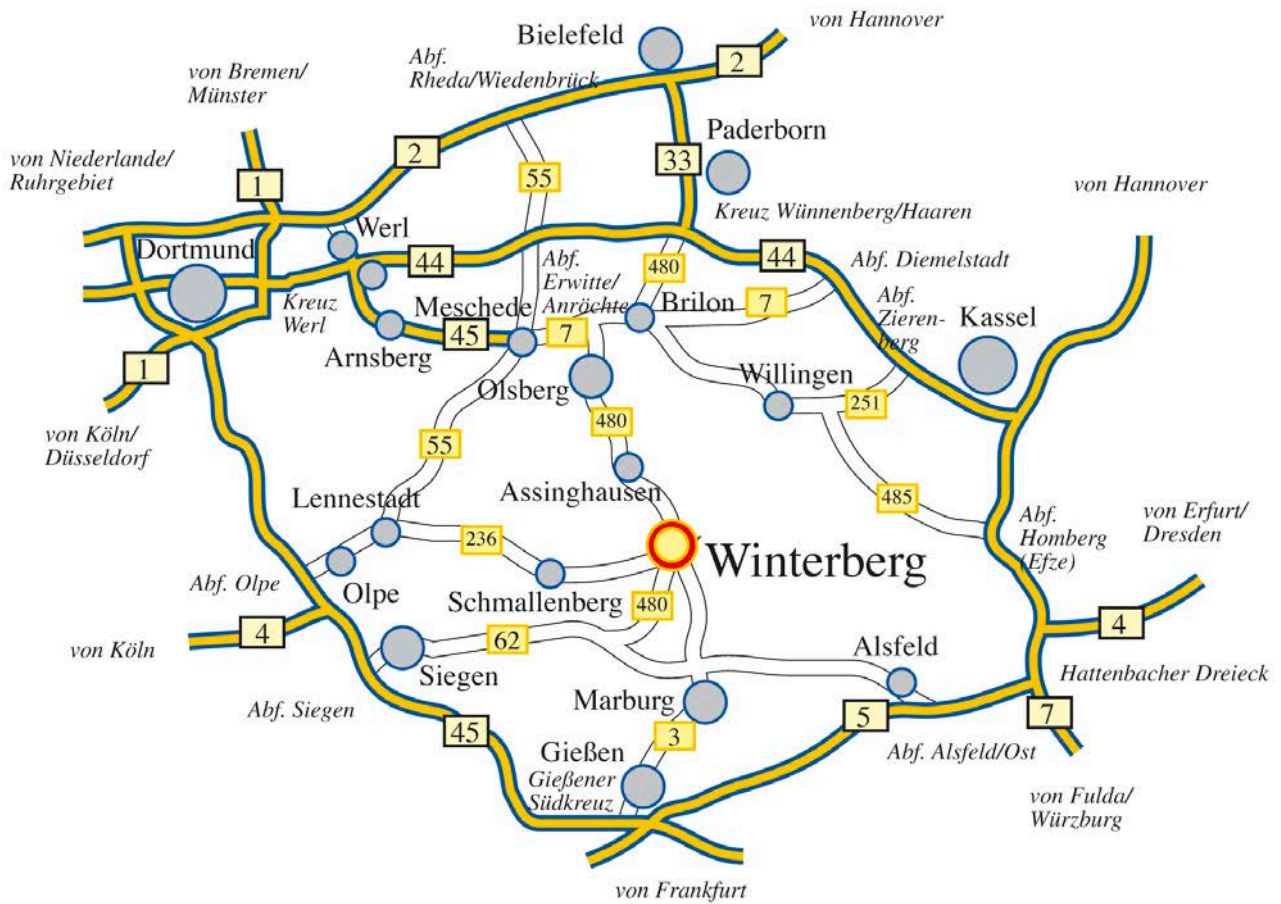 von Hannover
Bielefeld
2
Abf.
Rheda/Wiedenbrück
von Bremen/
Münster
Paderborn
2
33
von Niederlande/
Ruhrgebiet
55
1
von Hannover
Kreuz Wünnenberg/Haaren
Werl
Dortmund
44
44
Abf.
Erwitte/
Anröchte
480
Abf. Diemelstadt
Kreuz
Werl
Meschede
Brilon
7
Abf.
Zieren-
berg
Kassel
45
7
Arnsberg
1
Olsberg
Willingen
251
480
von Köln/
Düsseldorf
55
Assinghausen
Lennestadt
485
236
Abf.
Homberg
(Efze)
von Erfurt/
Dresden
Winterberg
Abf. Olpe
Olpe
Schmallenberg
480
4
4
von Köln
62
Alsfeld
Siegen
Hattenbacher Dreieck
Abf. Siegen
Marburg
5
7
45
3
Gießen
Abf. Alsfeld/Ost
Gießener
Südkreuz
von Fulda/
Würzburg
von Frankfurt